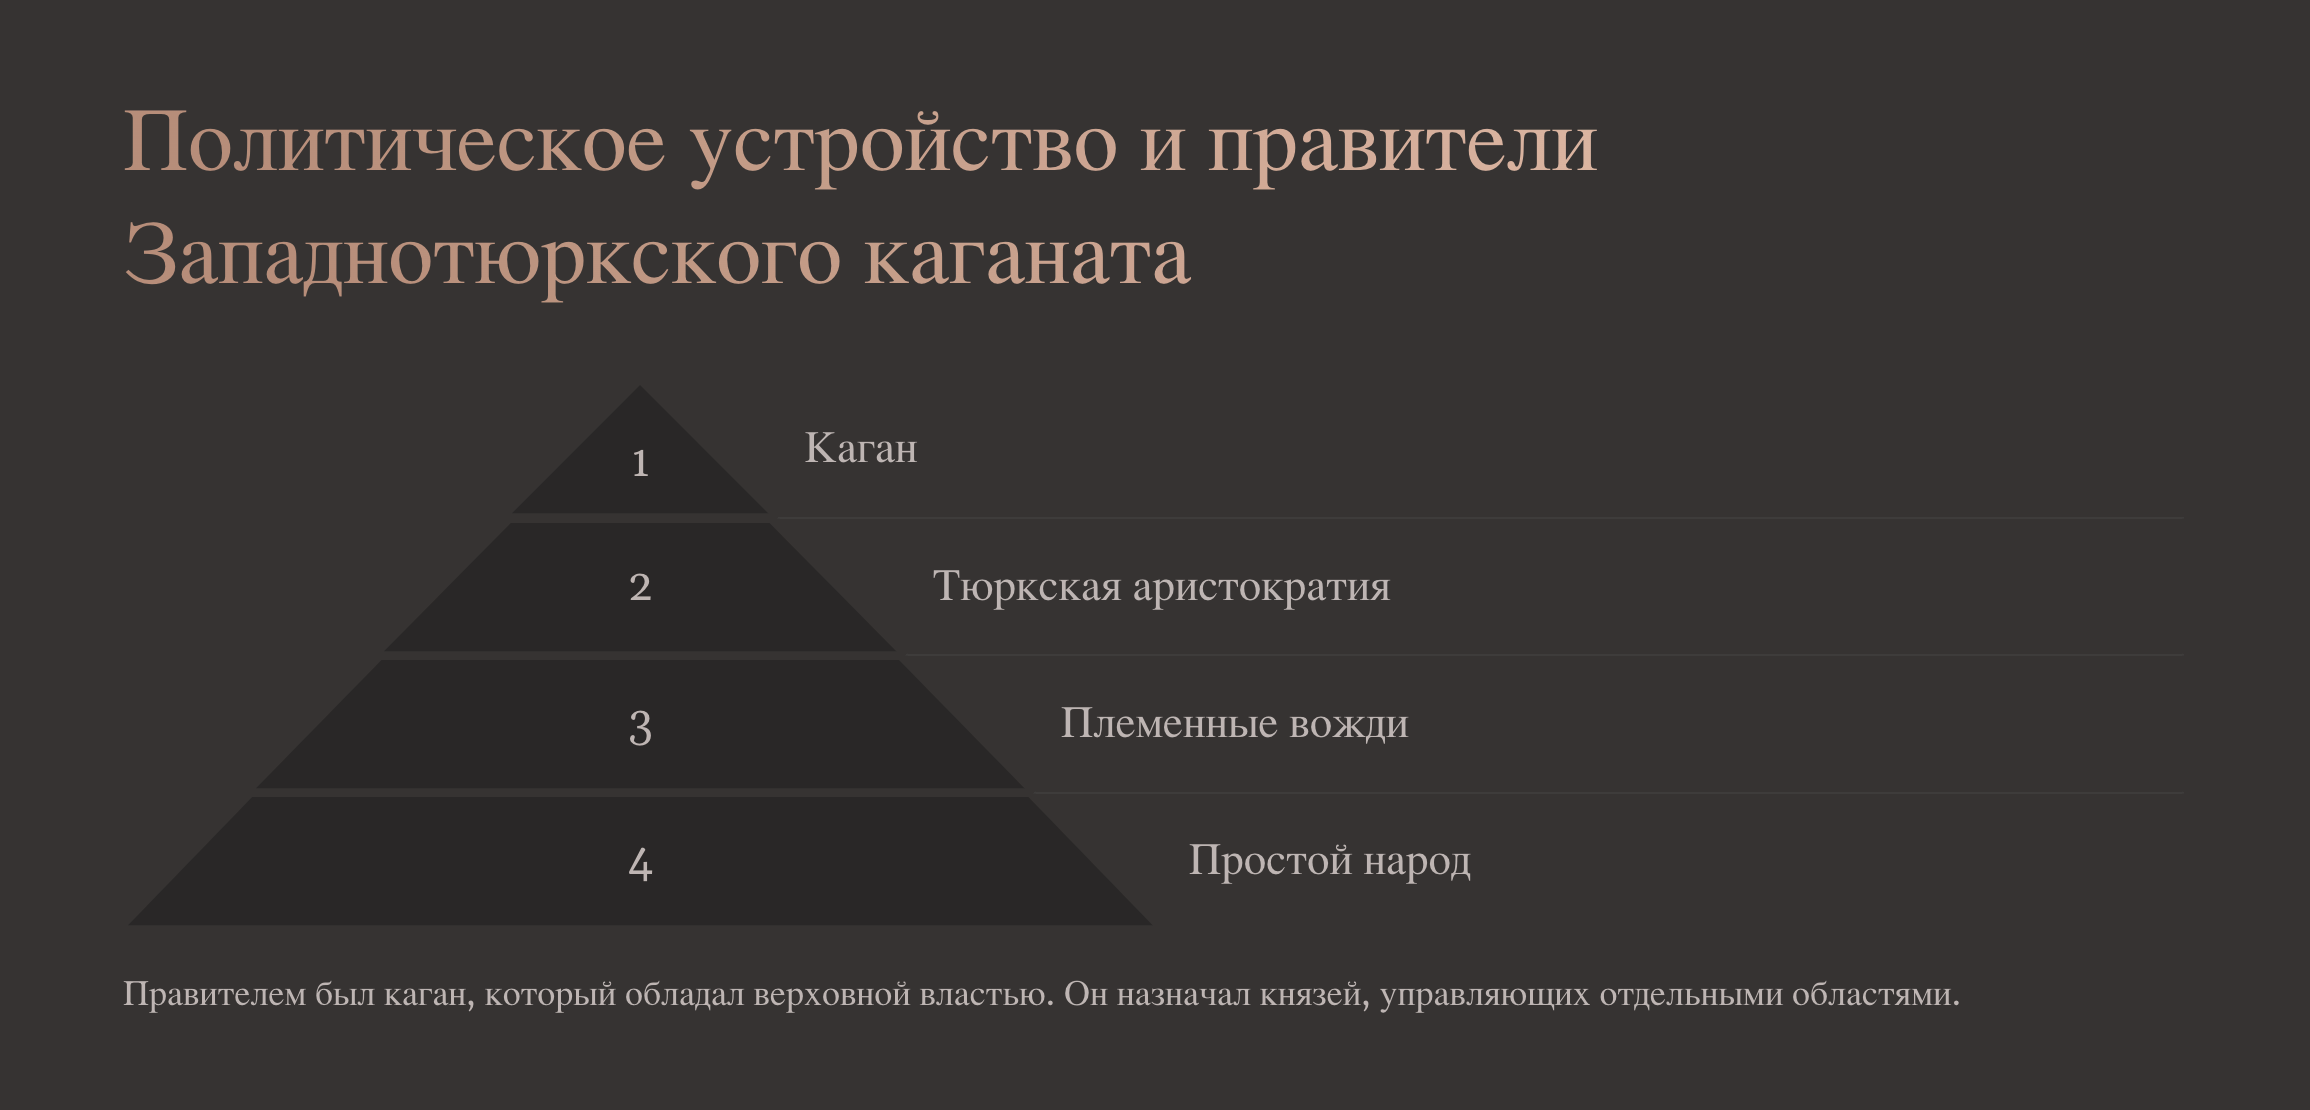 Политическое устройство и правители
Западнотюркского каганата
1
Каган
2
Тюркская аристократия
3
Племенные вожди
4
Простой народ
Правителем был каган, который обладал верховной властью. Он назначал князей, управляющих отдельными областями.